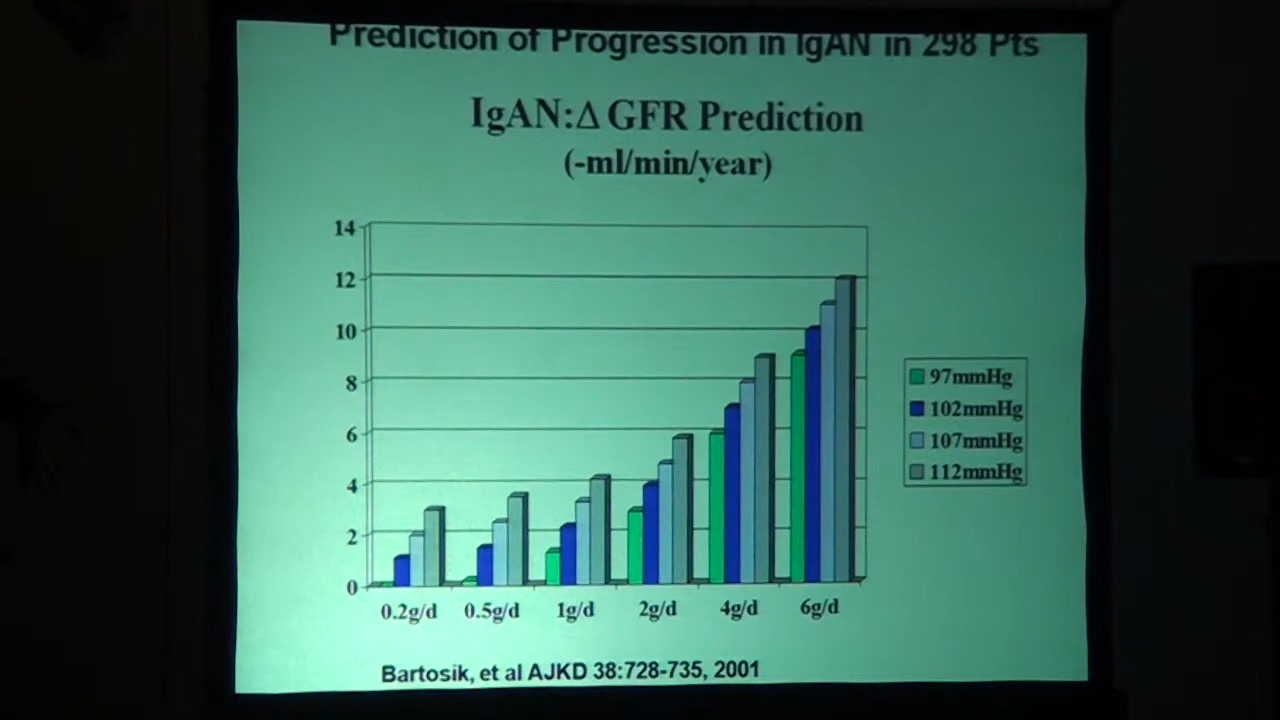 Prediction of Progression in IgAN in 298 Pts
IgAN:Δ GFR Prediction
(-ml/min/year)
14
12
10
8
6
4
2
0
0.2g/d 0.5g/d 1g/d 2g/d 4g/d 6g/d
97mmHg
102mmHg
107mmHg
112mmHg
Bartosik, et al AJKD 38:728-735, 2001